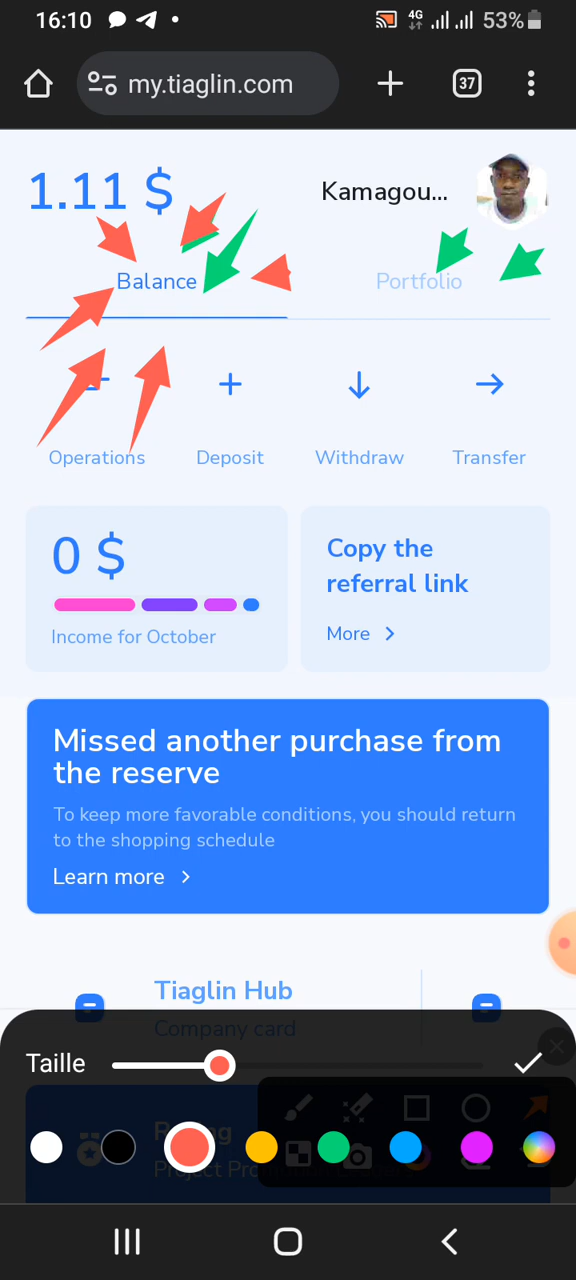 16:10
4G
53%
my.tiaglin.com
37
1.11 $
Kamagou...
Balance
Portfolio
Operations
Deposit
Withdraw
Transfer
0 $
Income for October
Copy the
referral link
More
Missed another purchase from
the reserve
To keep more favorable conditions, you should return
to the shopping schedule
Learn more
Tiaglin Hub
Company card
Taille